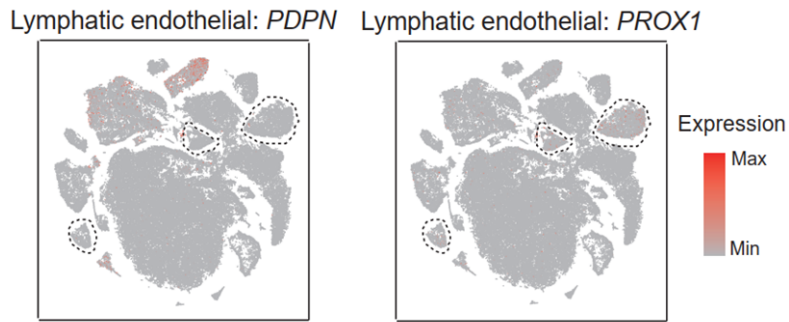 Lymphatic endothelial: PDPN
Lymphatic endothelial: PROX1
Expression
Max
Min